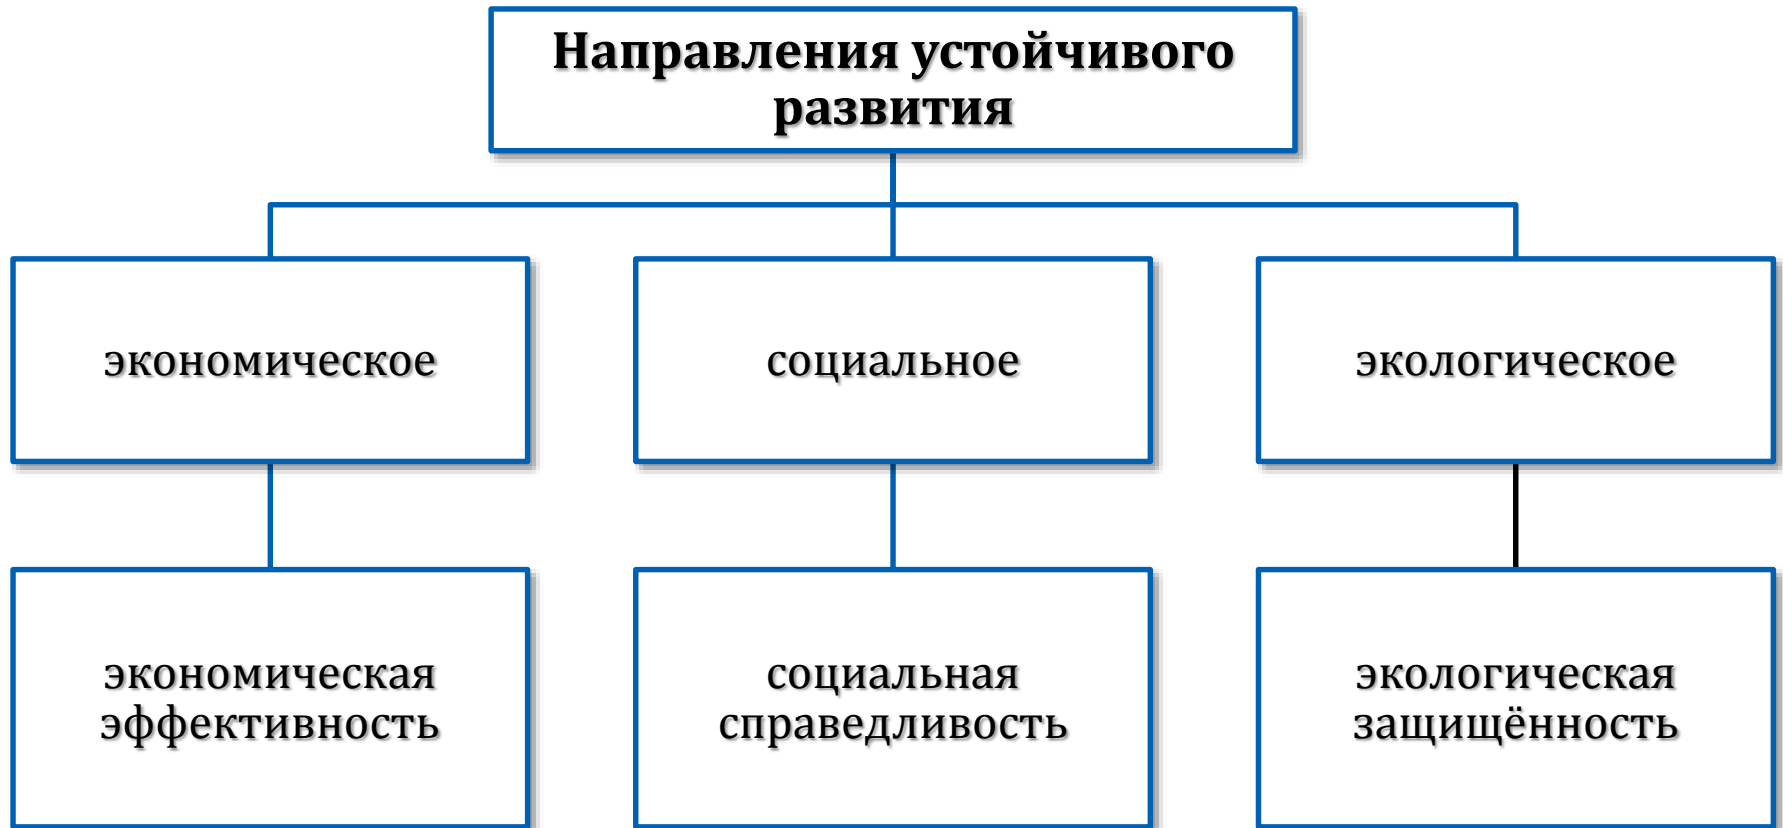 Направления устойчивого
развития
экономическое
социальное
экологическое
экономическая
эффективность
социальная
справедливость
экологическая
защищённость